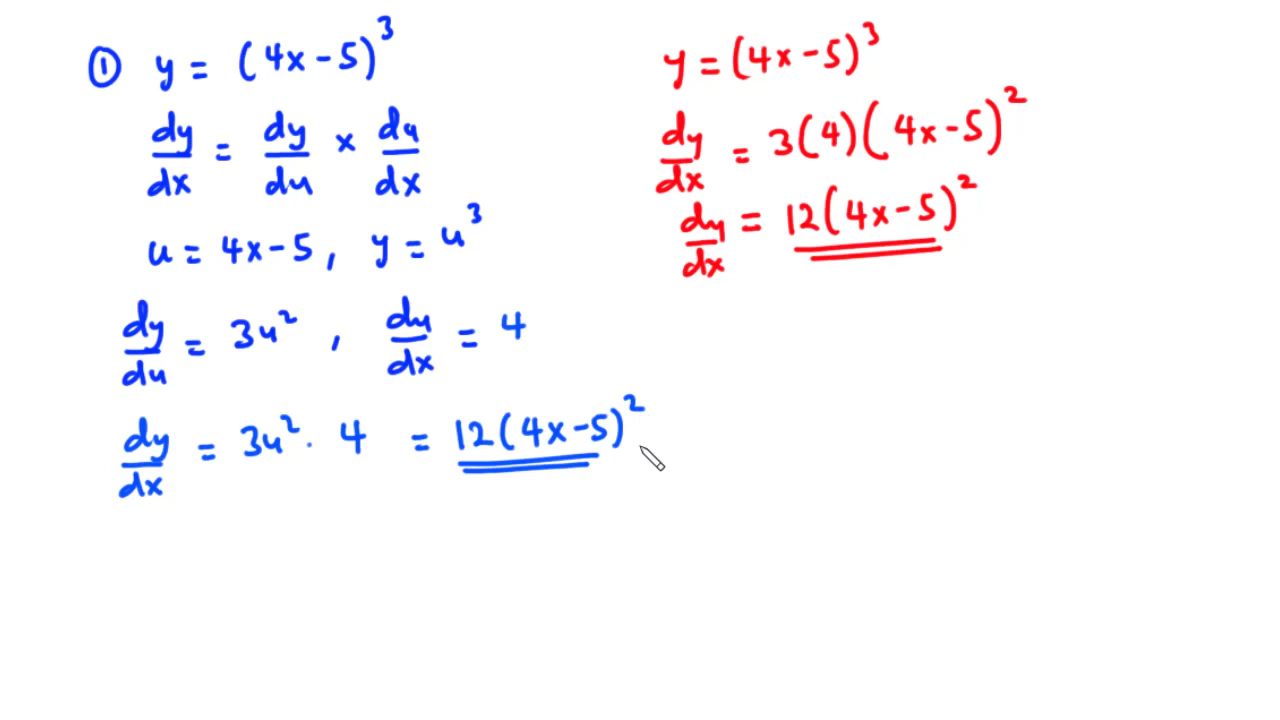 ① y = (4x-5)³
dy/dx = dy/du × du/dx
u = 4x-5, y = u³
dy/du = 3u², du/dx = 4
dy/dx = 3u² · 4 = 12(4x-5)²
y = (4x-5)³
dy/dx = 3(4)(4x-5)²
dy/dx = 12(4x-5)²